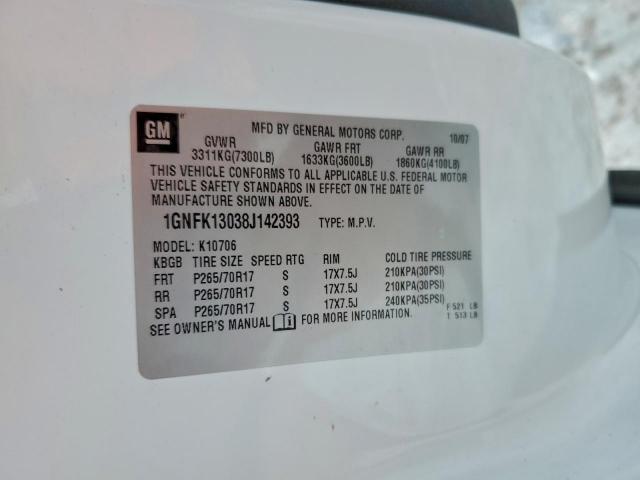 GM
MFD BY GENERAL MOTORS CORP. 10/07
GVWR GAWR FRT GAWR RR
3311KG(7300LB) 1633KG(3600LB) 1860KG(4100LB)
THIS VEHICLE CONFORMS TO ALL APPLICABLE U.S. FEDERAL MOTOR
VEHICLE SAFETY STANDARDS IN EFFECT ON THE DATE OF
MANUFACTURE SHOWN ABOVE.
1GNFK13038J142393 TYPE: M.P.V.
MODEL: K10706
KBGB TIRE SIZE SPEED RTG RIM COLD TIRE PRESSURE
FRT P265/70R17 S 17X7.5J 210KPA(30PSI)
RR P265/70R17 S 17X7.5J 210KPA(30PSI)
SPA P265/70R17 S 17X7.5J 240KPA(35PSI) F 521 LB
SEE OWNER'S MANUAL FOR MORE INFORMATION. T 513 LB